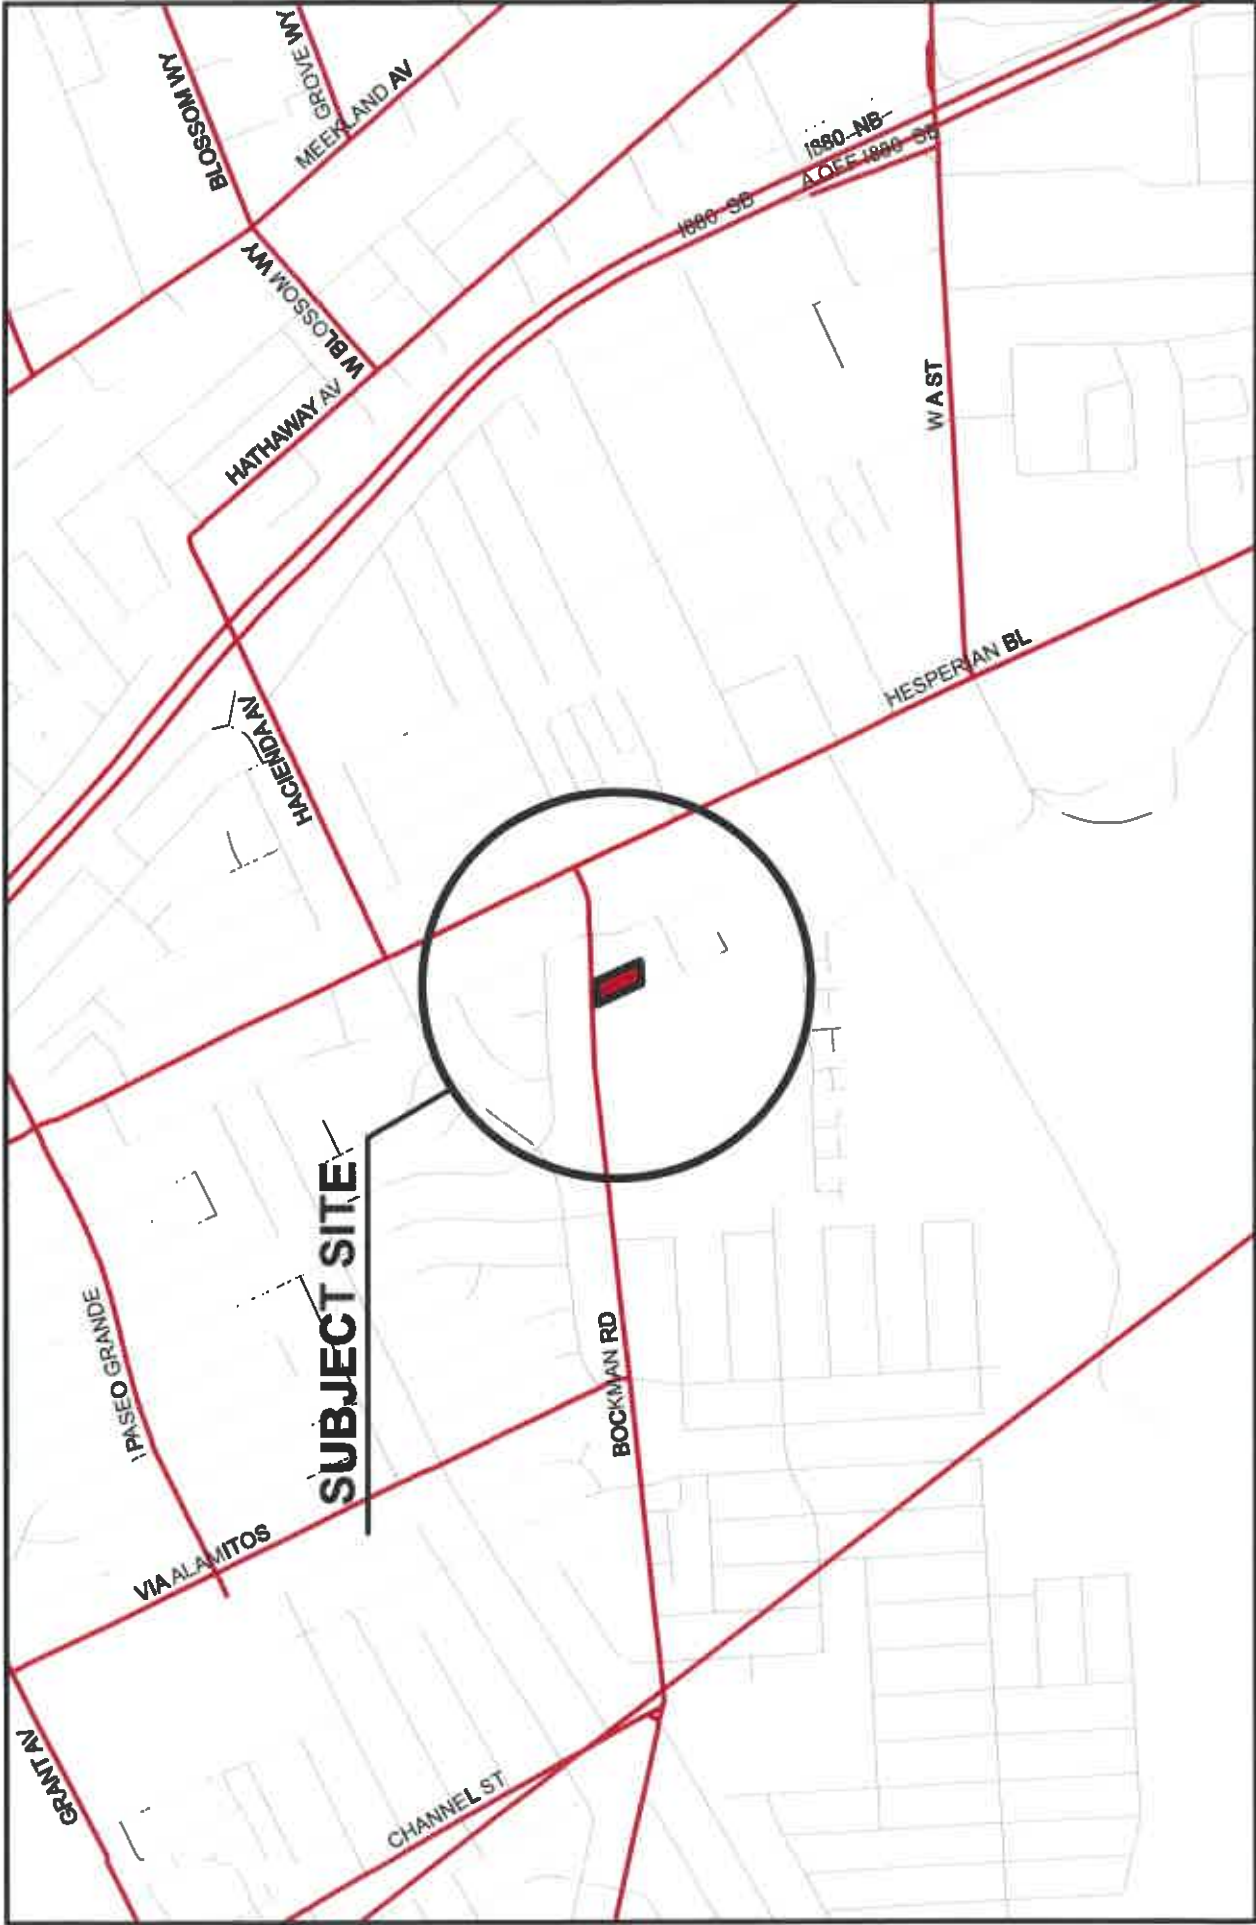 BLOSSOM WY
GROVE WY
MEEKLAND AV
I880 NB
A OFF I880 SB
I880 SB
W BLOSSOM WY
HATHAWAY AV
W A ST
HESPERIAN BL
HACIENDA AV
SUBJECT SITE
PASEO GRANDE
BOCKMAN RD
VIA ALAMITOS
GRANT AV
CHANNEL ST